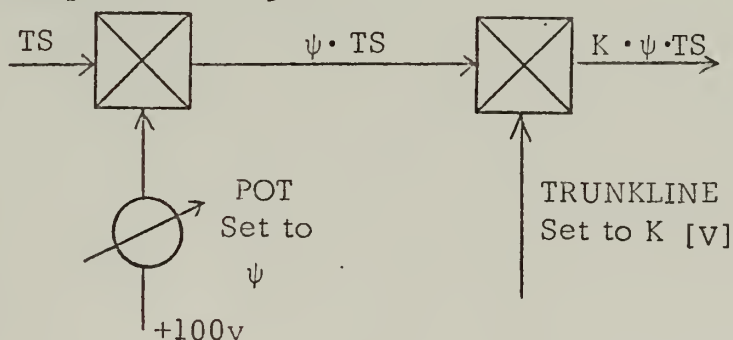 TS
ψ · TS
K · ψ · TS
POT
Set to
ψ
TRUNKLINE
Set to K [V]
+100v